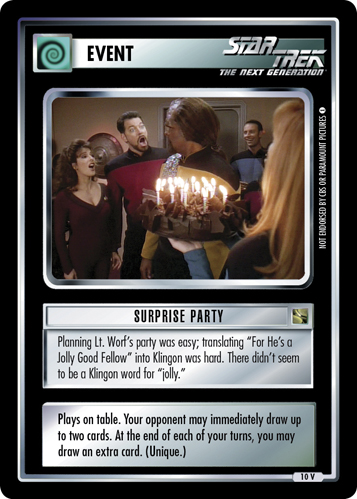 EVENT
STAR TREK
THE NEXT GENERATION
NOT ENDORSED BY CBS OR PARAMOUNT PICTURES
SURPRISE PARTY
Planning Lt. Worf's party was easy; translating "For He's a
Jolly Good Fellow" into Klingon was hard. There didn't seem
to be a Klingon word for "jolly."
Plays on table. Your opponent may immediately draw up
to two cards. At the end of each of your turns, you may
draw an extra card. (Unique.)
10 V